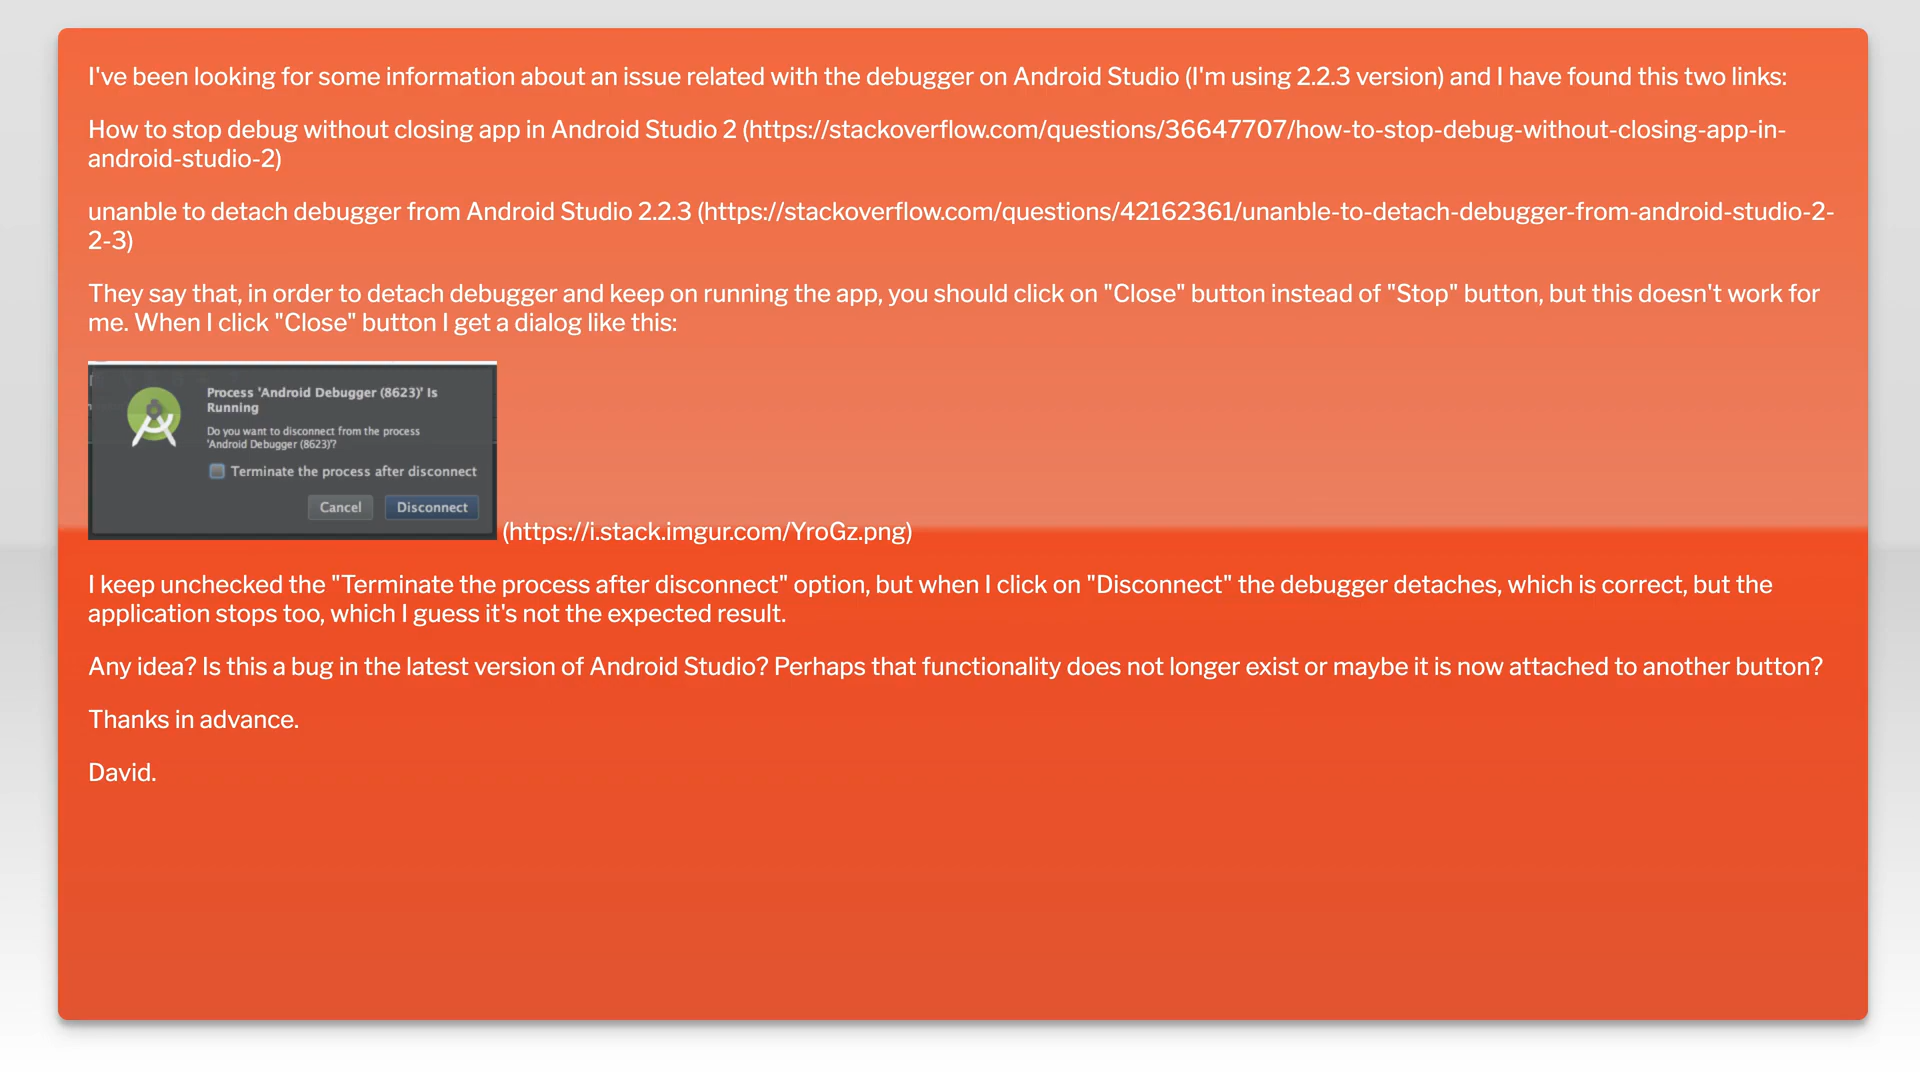 I've been looking for some information about an issue related with the debugger on Android Studio (I'm using 2.2.3 version) and I have found this two links:
How to stop debug without closing app in Android Studio 2 (https://stackoverflow.com/questions/36647707/how-to-stop-debug-without-closing-app-in-
android-studio-2)
unanble to detach debugger from Android Studio 2.2.3 (https://stackoverflow.com/questions/42162361/unanble-to-detach-debugger-from-android-studio-2-
2-3)
They say that, in order to detach debugger and keep on running the app, you should click on "Close" button instead of "Stop" button, but this doesn't work for
me. When I click "Close" button I get a dialog like this:
Process 'Android Debugger (8623)' Is
Running
Do you want to disconnect from the process
'Android Debugger (8623)'?
Terminate the process after disconnect
Cancel Disconnect
(https://i.stack.imgur.com/YroGz.png)
I keep unchecked the "Terminate the process after disconnect" option, but when I click on "Disconnect" the debugger detaches, which is correct, but the
application stops too, which I guess it's not the expected result.
Any idea? Is this a bug in the latest version of Android Studio? Perhaps that functionality does not longer exist or maybe it is now attached to another button?
Thanks in advance.
David.